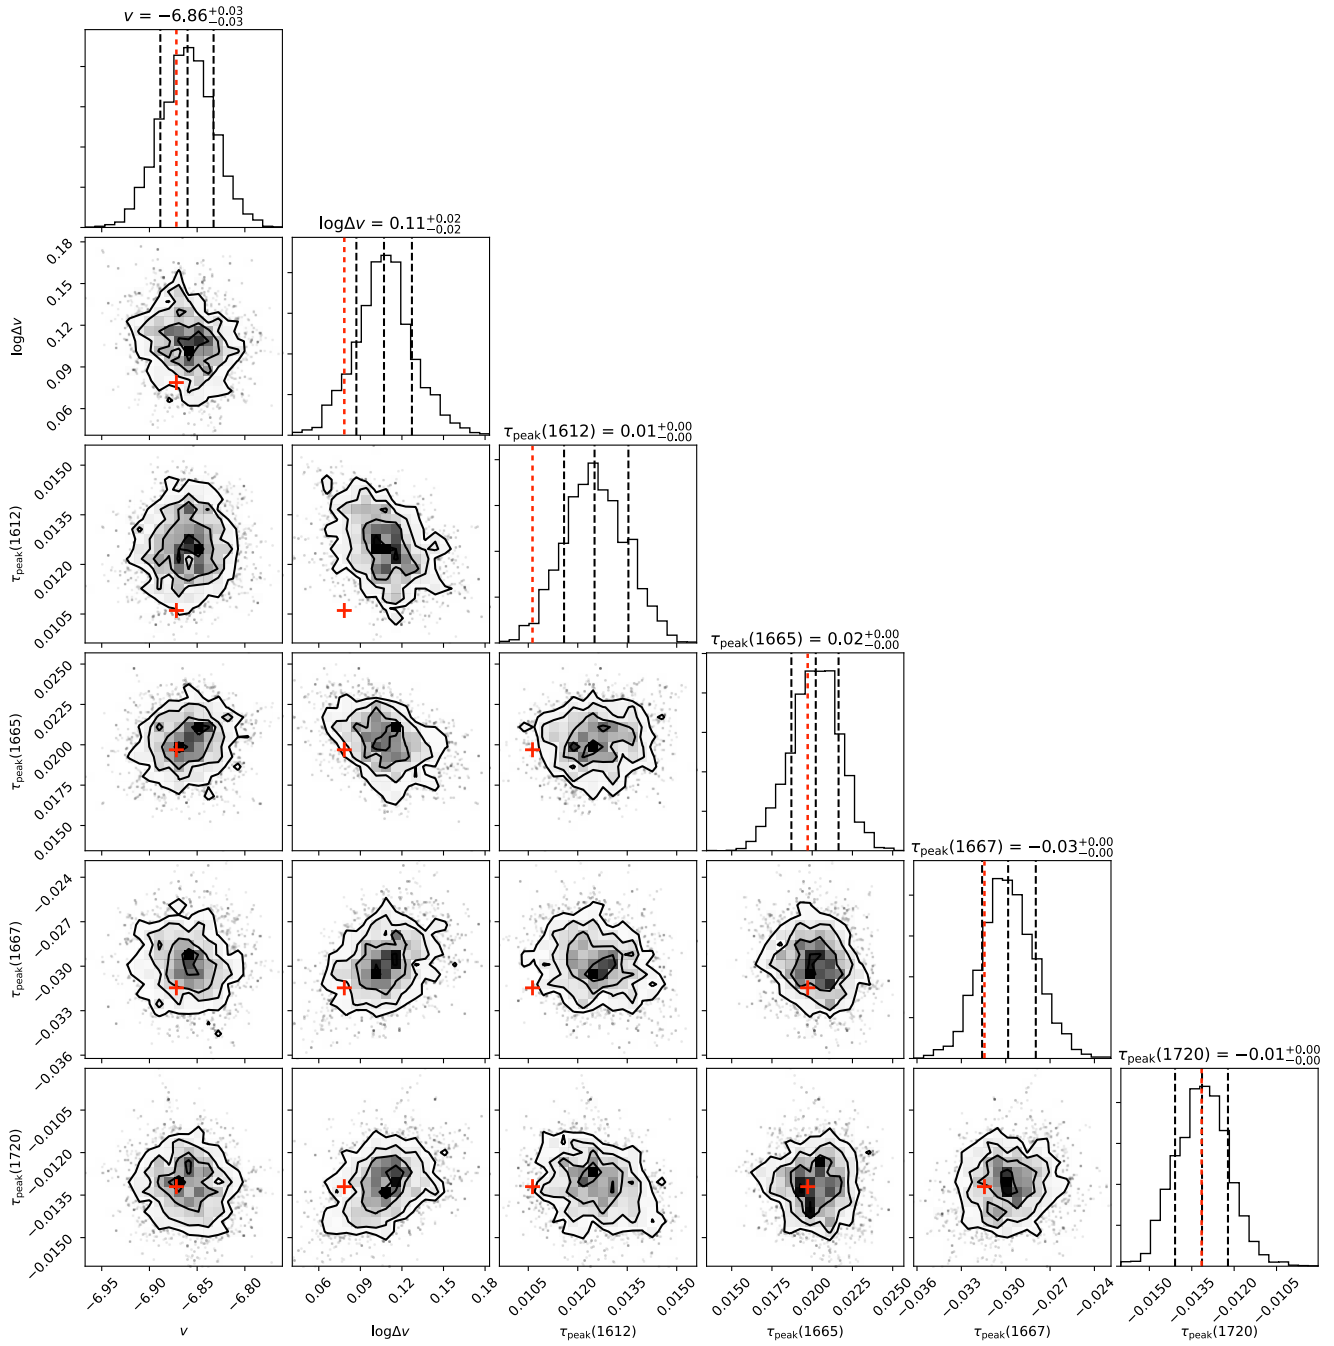 v = −6.86 +0.03 −0.03
logΔv = 0.11 +0.02 −0.02
τpeak(1612) = 0.01 +0.00 −0.00
τpeak(1665) = 0.02 +0.00 −0.00
τpeak(1667) = −0.03 +0.00 −0.00
τpeak(1720) = −0.01 +0.00 −0.00
logΔv
0.18
0.15
0.12
0.09
0.06
τpeak(1612)
0.0150
0.0135
0.0120
0.0105
τpeak(1665)
0.0250
0.0225
0.0200
0.0175
0.0150
τpeak(1667)
−0.024
−0.027
−0.030
−0.033
−0.036
τpeak(1720)
−0.0105
−0.0120
−0.0135
−0.0150
−6.95 −6.90 −6.85 −6.80
0.06 0.09 0.12 0.15 0.18
0.0105 0.0120 0.0135 0.0150
0.0150 0.0175 0.0200 0.0225 0.0250
−0.036 −0.033 −0.030 −0.027 −0.024
−0.0150 −0.0135 −0.0120 −0.0105
v
logΔv
τpeak(1612)
τpeak(1665)
τpeak(1667)
τpeak(1720)